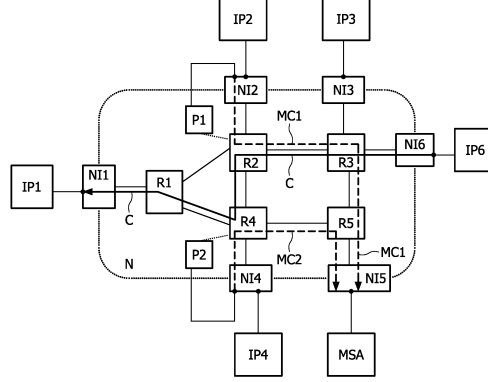 IP2
IP3
NI2
NI3
P1
MC1
NI6
R2
R3
IP6
NI1
R1
C
IP1
C
R4
R5
P2
MC2
MC1
N
NI4
NI5
IP4
MSA